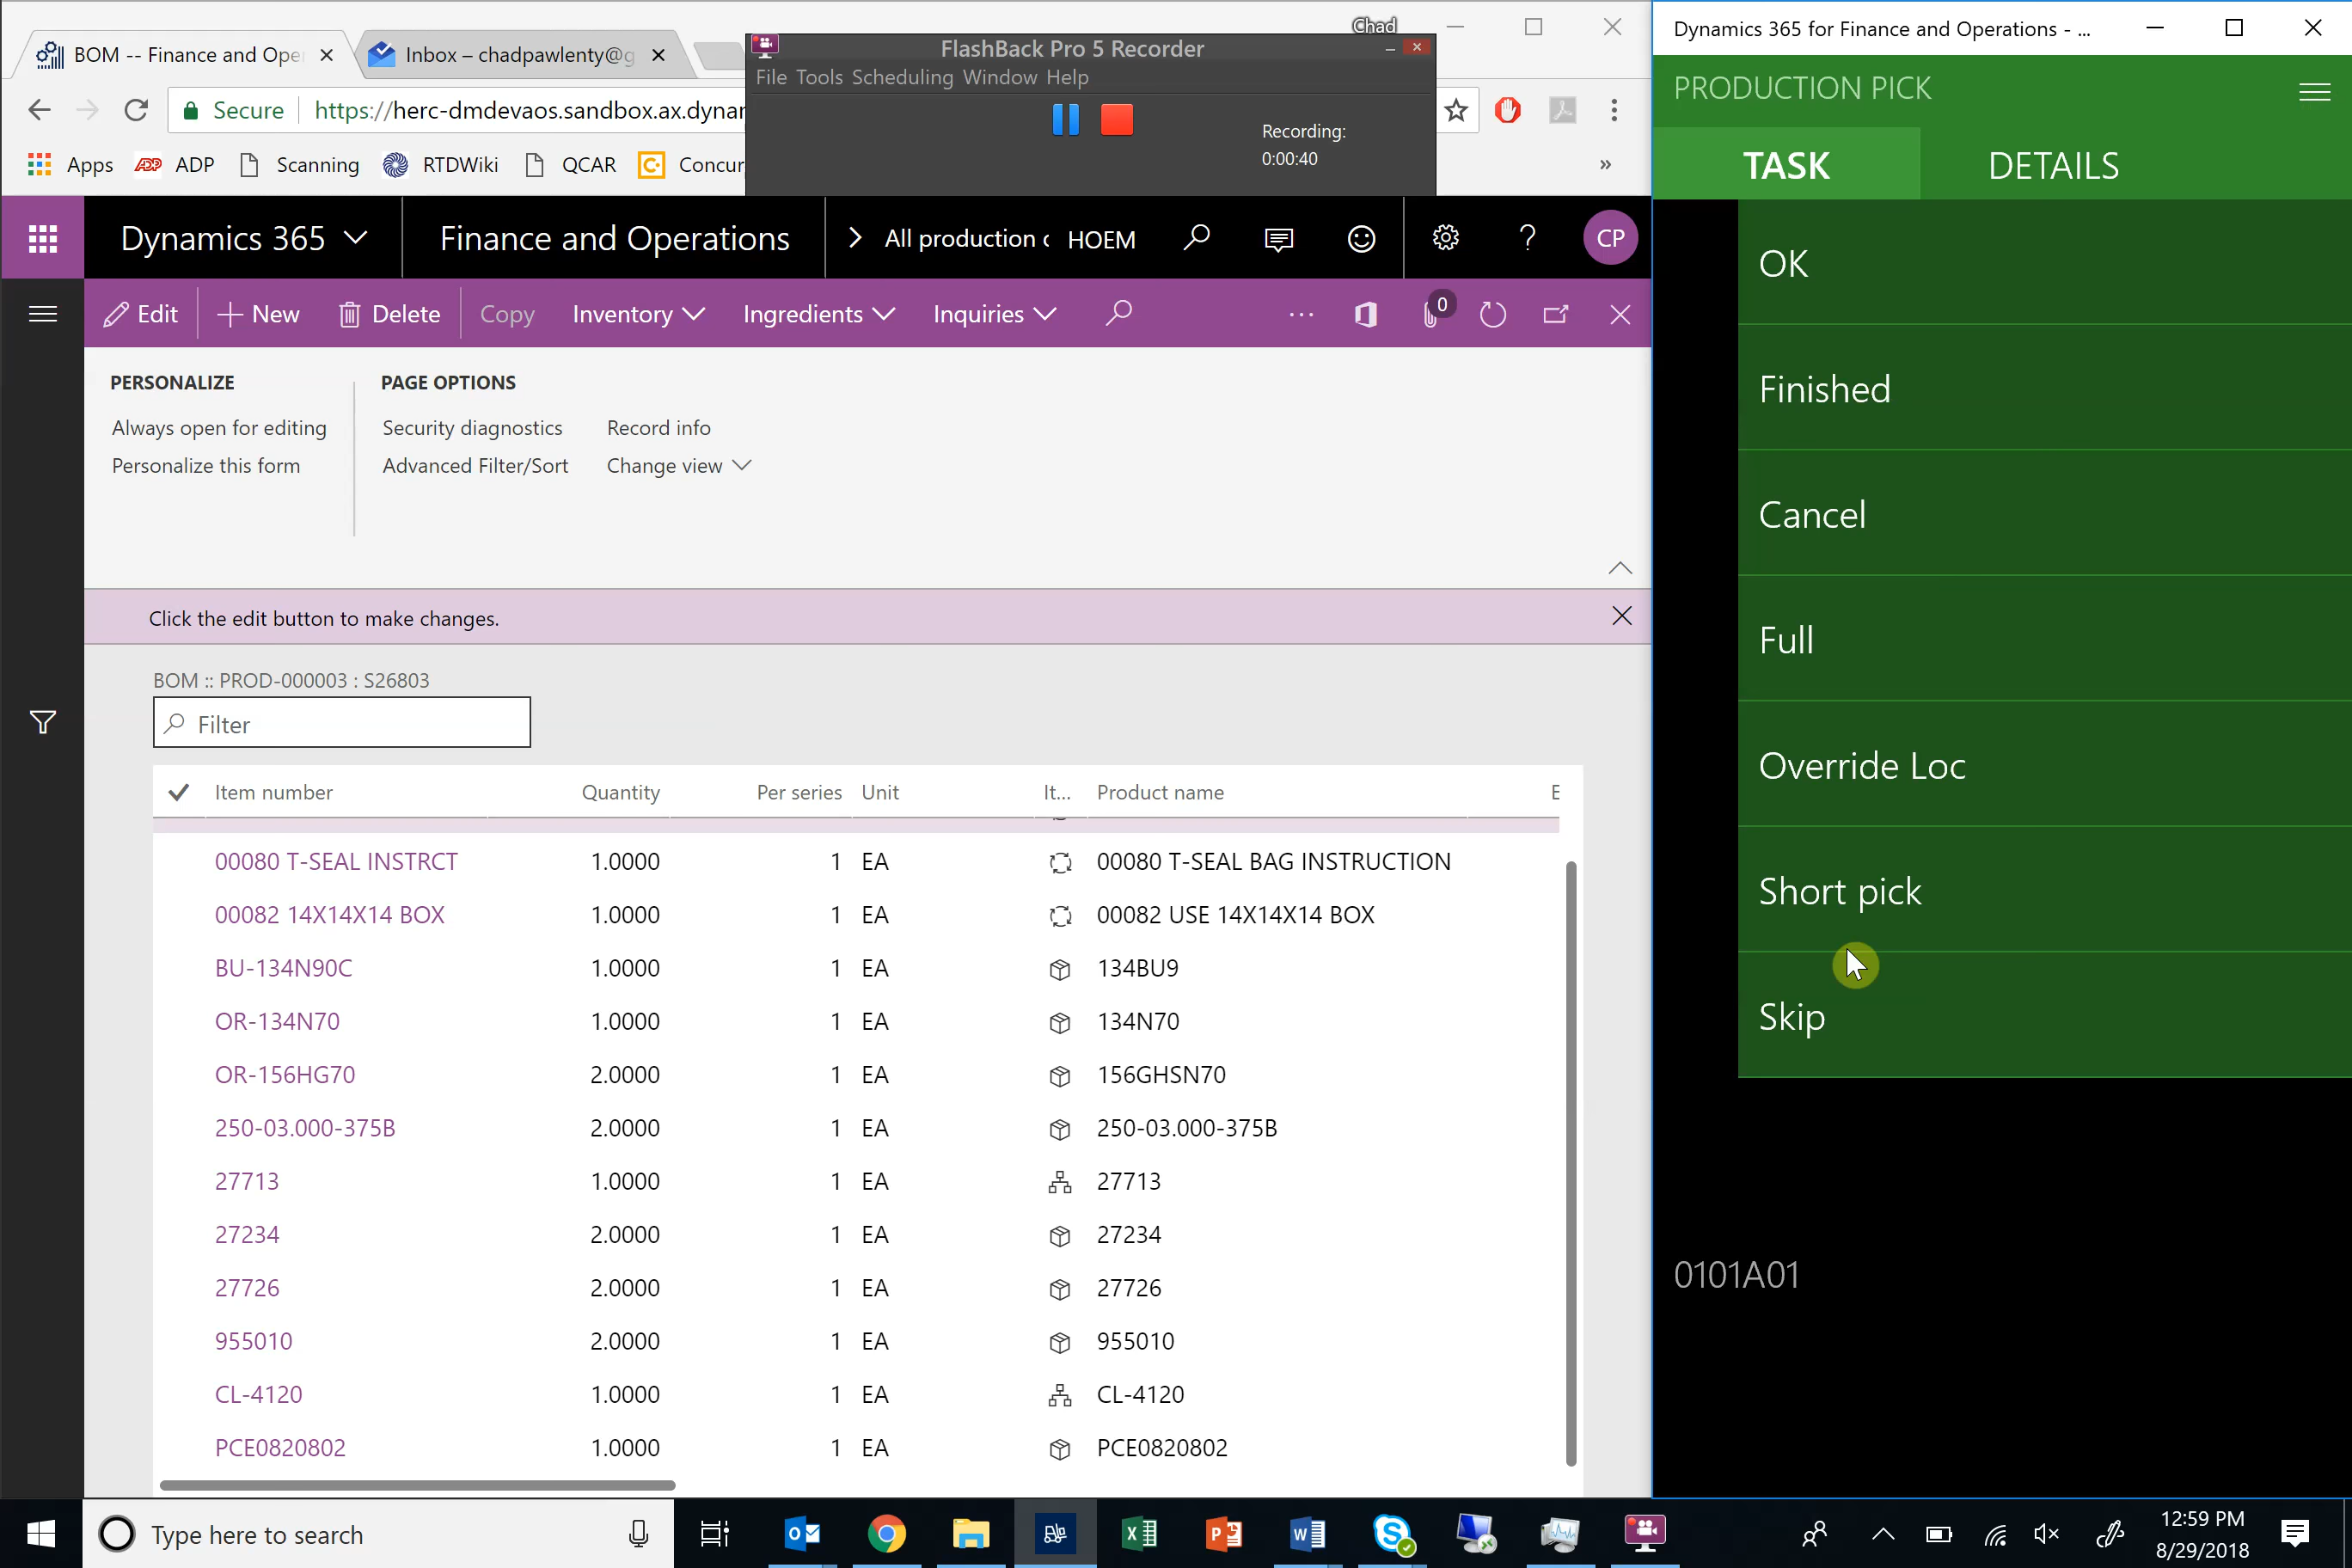 Chad
BOM -- Finance and Ope
Inbox – chadpawlenty@g
FlashBack Pro 5 Recorder
File Tools Scheduling Window Help
Recording:
0:00:40
Secure
https://herc-dmdevaos.sandbox.ax.dynar
Apps
ADP
Scanning
RTDWiki
QCAR
Concur
»
Dynamics 365
Finance and Operations
All production
HOEM
?
CP
Edit
New
Delete
Copy
Inventory
Ingredients
Inquiries
0
PERSONALIZE
Always open for editing
Personalize this form
PAGE OPTIONS
Security diagnostics
Record info
Advanced Filter/Sort
Change view
Click the edit button to make changes.
BOM :: PROD-000003 : S26803
Filter
Item number Quantity Per series Unit It... Product name E
00080 T-SEAL INSTRCT 1.0000 1 EA 00080 T-SEAL BAG INSTRUCTION
00082 14X14X14 BOX 1.0000 1 EA 00082 USE 14X14X14 BOX
BU-134N90C 1.0000 1 EA 134BU9
OR-134N70 1.0000 1 EA 134N70
OR-156HG70 2.0000 1 EA 156GHSN70
250-03.000-375B 2.0000 1 EA 250-03.000-375B
27713 1.0000 1 EA 27713
27234 2.0000 1 EA 27234
27726 2.0000 1 EA 27726
955010 2.0000 1 EA 955010
CL-4120 1.0000 1 EA CL-4120
PCE0820802 1.0000 1 EA PCE0820802
Dynamics 365 for Finance and Operations - ...
PRODUCTION PICK
TASK
DETAILS
OK
Finished
Cancel
Full
Override Loc
Short pick
Skip
0101A01
Type here to search
12:59 PM
8/29/2018